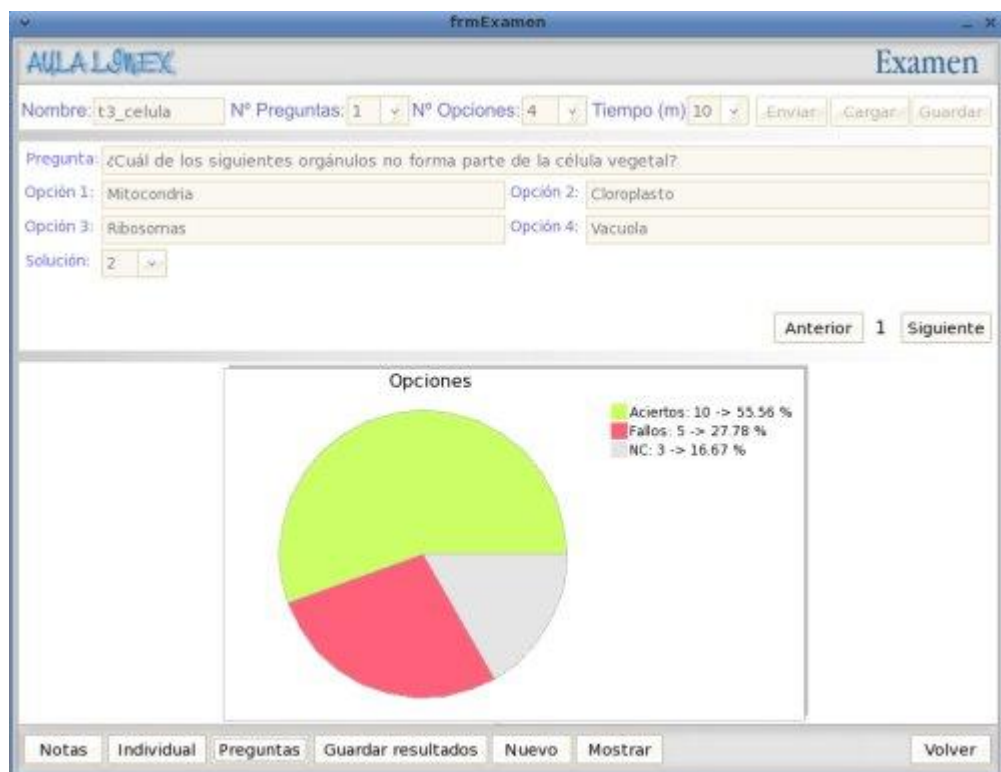 frmExamen
AULA LINEX Examen
Nombre: t3_celula Nº Preguntas: 1 Nº Opciones: 4 Tiempo (m) 10 Enviar Cargar Guardar
Pregunta: ¿Cuál de los siguientes orgánulos no forma parte de la célula vegetal?
Opción 1: Mitocondria Opción 2: Cloroplasto
Opción 3: Ribosomas Opción 4: Vacuola
Solución: 2
Anterior 1 Siguiente
Opciones
Aciertos: 10 -> 55.56 %
Fallos: 5 -> 27.78 %
NC: 3 -> 16.67 %
Notas Individual Preguntas Guardar resultados Nuevo Mostrar Volver